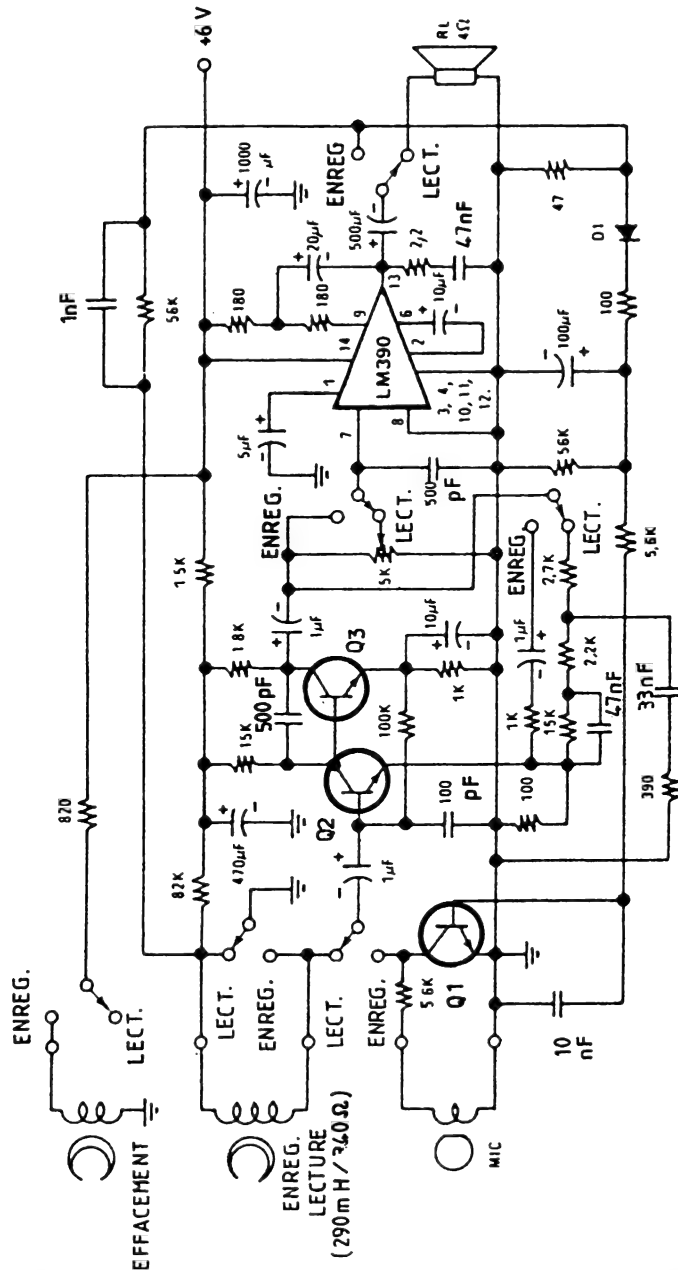 +6 V
1nF
56K
1000 µF
20µF
180
180
500µF
ENREG
LECT.
RL
4Ω
2,2
47nF
13
9
14
6
2
10µF
LM390
1
7
8
3, 4,
10, 11,
12.
5µF
47
D1
100
100µF
56K
5,6K
500
pF
ENREG.
LECT.
5K
1µF
ENREG.
LECT.
2,7K
1µF
2,2K
1K
15K
47nF
33nF
390
15K
1,8K
Q3
500pF
15K
10µF
1K
100K
Q2
100
pF
100
820
82K
470µF
1µF
ENREG.
LECT.
LECT.
ENREG.
LECT.
ENREG.
5,6K
Q1
10
nF
EFFACEMENT
ENREG.
LECTURE
(290mH/340Ω)
MIC